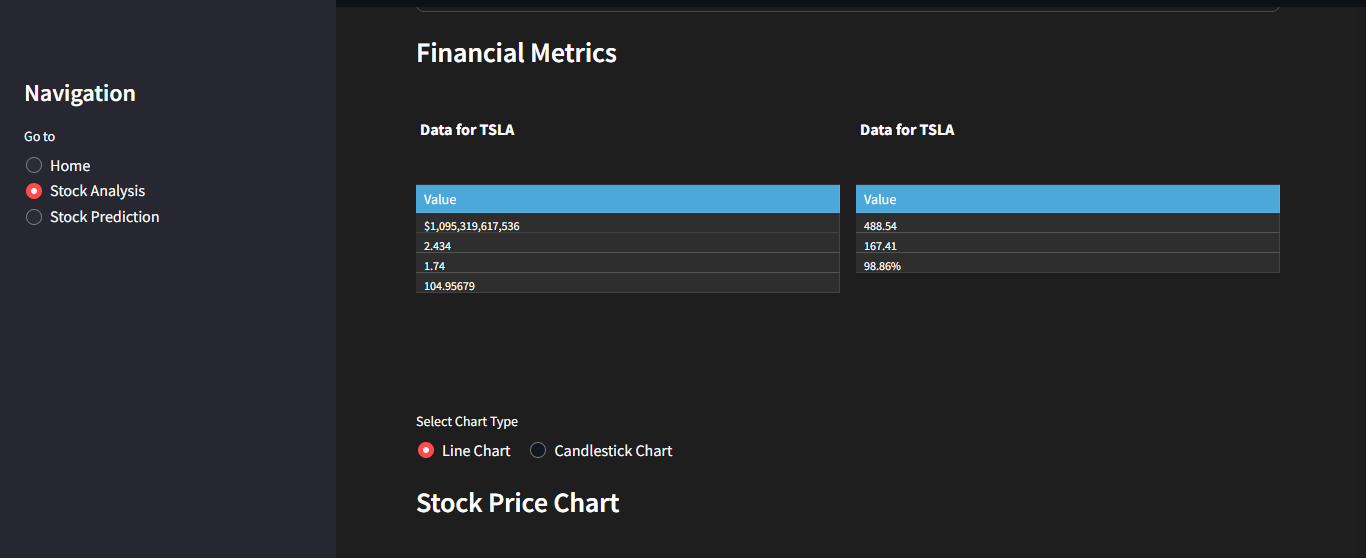 Navigation
Go to
Home
Stock Analysis
Stock Prediction
Financial Metrics
Data for TSLA
Value
$1,095,319,617,536
2.434
1.74
104.95679
Data for TSLA
Value
488.54
167.41
98.86%
Select Chart Type
Line Chart
Candlestick Chart
Stock Price Chart